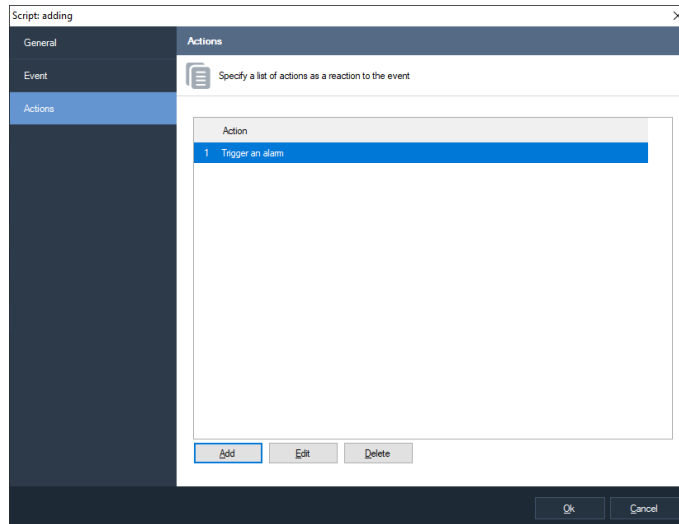 Script: adding
General
Actions
Event
Specify a list of actions as a reaction to the event
Actions
Action
1 Trigger an alarm
Add Edit Delete
Ok Cancel